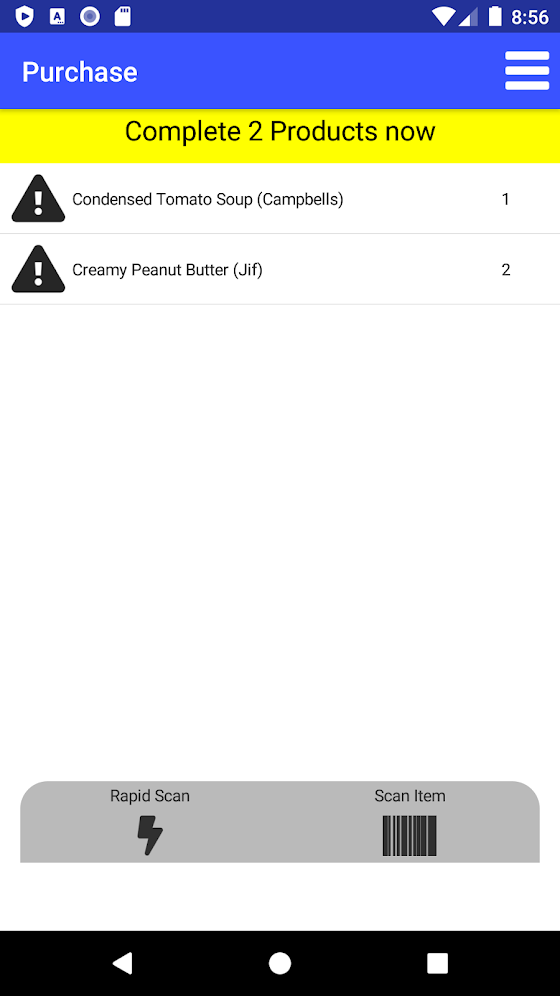 8:56
Purchase
Complete 2 Products now
Condensed Tomato Soup (Campbells) 1
Creamy Peanut Butter (Jif) 2
Rapid Scan Scan Item